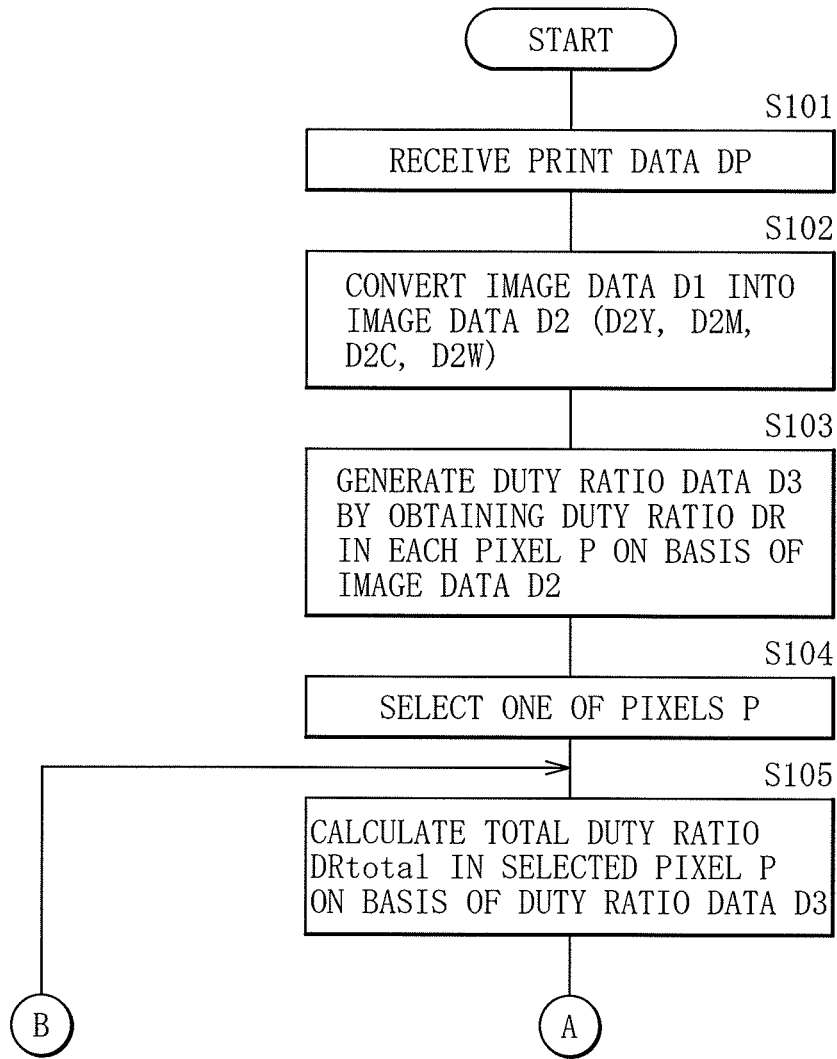 START
S101
RECEIVE PRINT DATA DP
S102
CONVERT IMAGE DATA D1 INTO
IMAGE DATA D2 (D2Y, D2M,
D2C, D2W)
S103
GENERATE DUTY RATIO DATA D3
BY OBTAINING DUTY RATIO DR
IN EACH PIXEL P ON BASIS OF
IMAGE DATA D2
S104
SELECT ONE OF PIXELS P
S105
CALCULATE TOTAL DUTY RATIO
DRtotal IN SELECTED PIXEL P
ON BASIS OF DUTY RATIO DATA D3
B
A